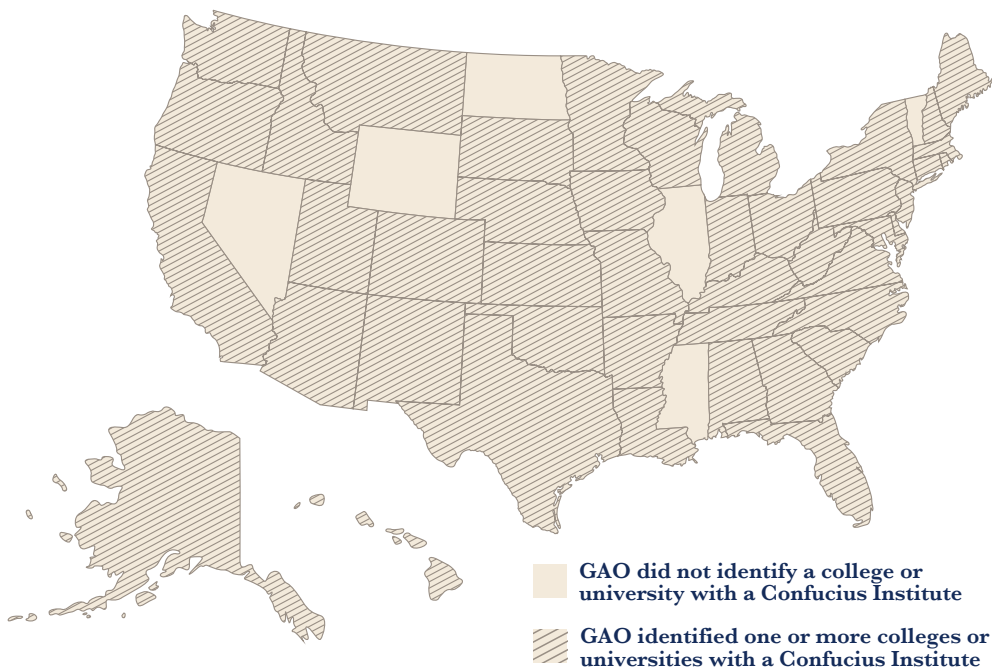 GAO did not identify a college or
university with a Confucius Institute
GAO identified one or more colleges or
universities with a Confucius Institute